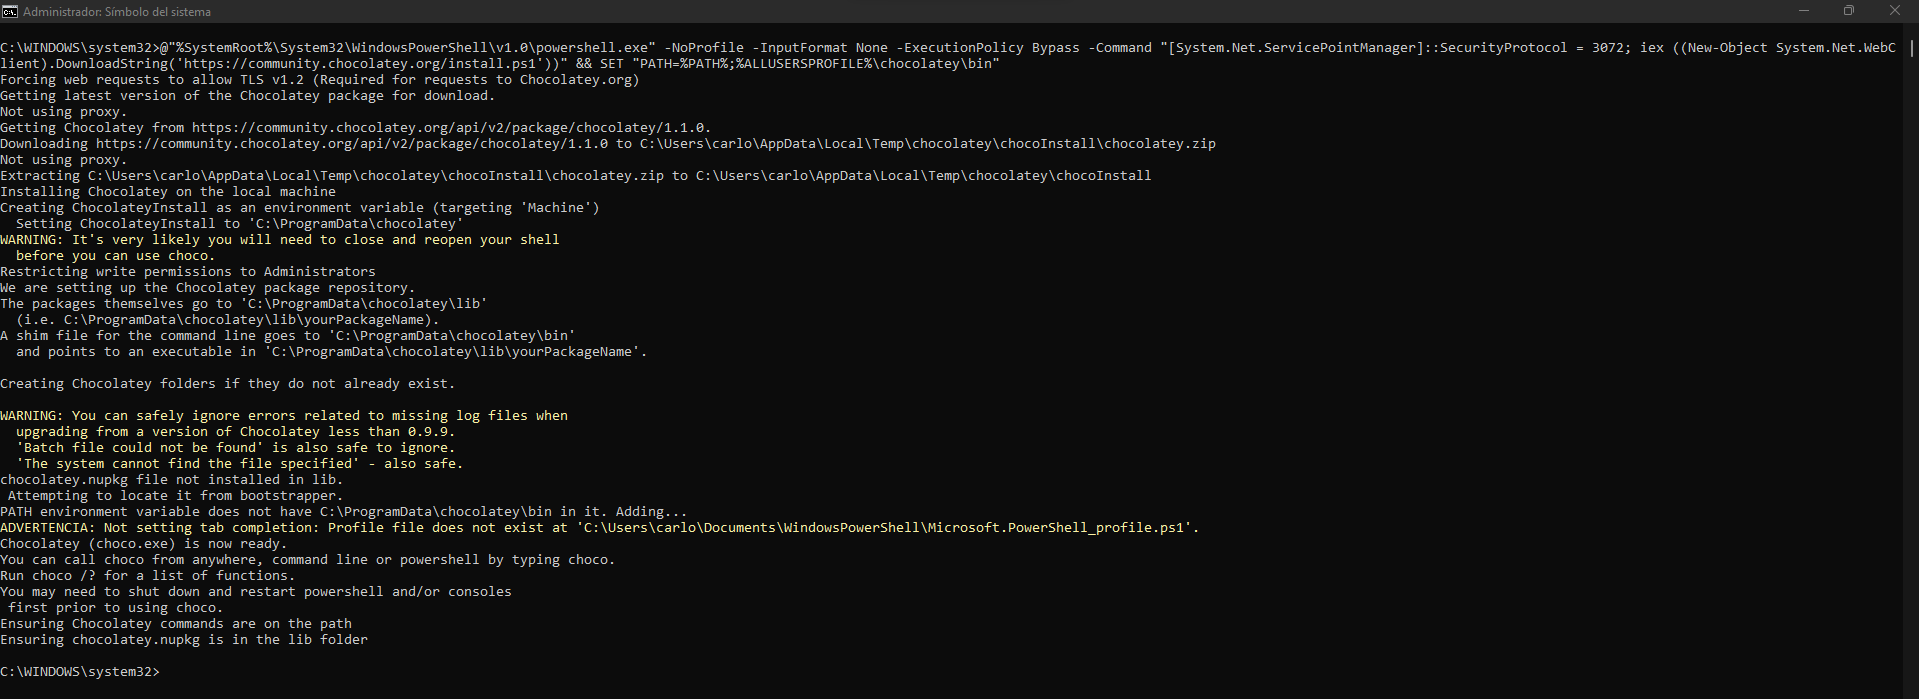 Administrador: Símbolo del sistema
C:\WINDOWS\system32>@"%SystemRoot%\System32\WindowsPowerShell\v1.0\powershell.exe" -NoProfile -InputFormat None -ExecutionPolicy Bypass -Command "[System.Net.ServicePointManager]::SecurityProtocol = 3072; iex ((New-Object System.Net.WebC
lient).DownloadString('https://community.chocolatey.org/install.ps1'))" && SET "PATH=%PATH%;%ALLUSERSPROFILE%\chocolatey\bin"
Forcing web requests to allow TLS v1.2 (Required for requests to Chocolatey.org)
Getting latest version of the Chocolatey package for download.
Not using proxy.
Getting Chocolatey from https://community.chocolatey.org/api/v2/package/chocolatey/1.1.0.
Downloading https://community.chocolatey.org/api/v2/package/chocolatey/1.1.0 to C:\Users\carlo\AppData\Local\Temp\chocolatey\chocoInstall\chocolatey.zip
Not using proxy.
Extracting C:\Users\carlo\AppData\Local\Temp\chocolatey\chocoInstall\chocolatey.zip to C:\Users\carlo\AppData\Local\Temp\chocolatey\chocoInstall
Installing Chocolatey on the local machine
Creating ChocolateyInstall as an environment variable (targeting 'Machine')
  Setting ChocolateyInstall to 'C:\ProgramData\chocolatey'
WARNING: It's very likely you will need to close and reopen your shell
  before you can use choco.
Restricting write permissions to Administrators
We are setting up the Chocolatey package repository.
The packages themselves go to 'C:\ProgramData\chocolatey\lib'
  (i.e. C:\ProgramData\chocolatey\lib\yourPackageName).
A shim file for the command line goes to 'C:\ProgramData\chocolatey\bin'
  and points to an executable in 'C:\ProgramData\chocolatey\lib\yourPackageName'.
Creating Chocolatey folders if they do not already exist.
WARNING: You can safely ignore errors related to missing log files when
  upgrading from a version of Chocolatey less than 0.9.9.
  'Batch file could not be found' is also safe to ignore.
  'The system cannot find the file specified' - also safe.
chocolatey.nupkg file not installed in lib.
 Attempting to locate it from bootstrapper.
PATH environment variable does not have C:\ProgramData\chocolatey\bin in it. Adding...
ADVERTENCIA: Not setting tab completion: Profile file does not exist at 'C:\Users\carlo\Documents\WindowsPowerShell\Microsoft.PowerShell_profile.ps1'.
Chocolatey (choco.exe) is now ready.
You can call choco from anywhere, command line or powershell by typing choco.
Run choco /? for a list of functions.
You may need to shut down and restart powershell and/or consoles
 first prior to using choco.
Ensuring Chocolatey commands are on the path
Ensuring chocolatey.nupkg is in the lib folder
C:\WINDOWS\system32>